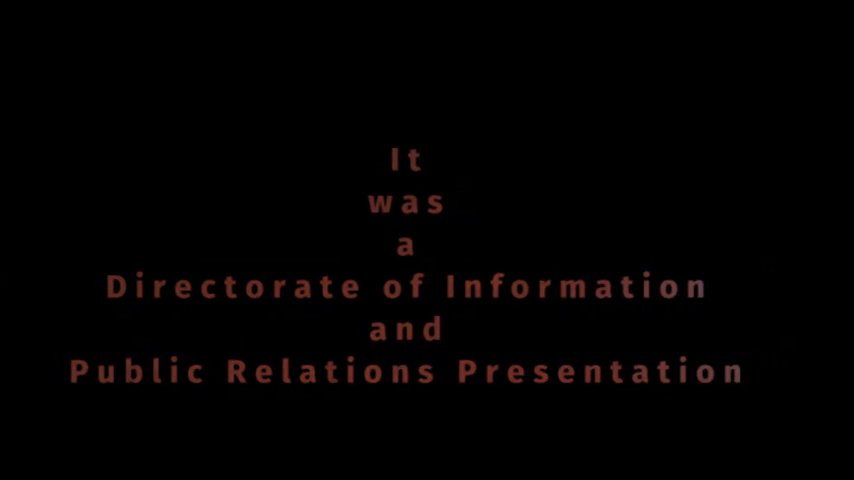 It
was
a
Directorate of Information
and
Public Relations Presentation